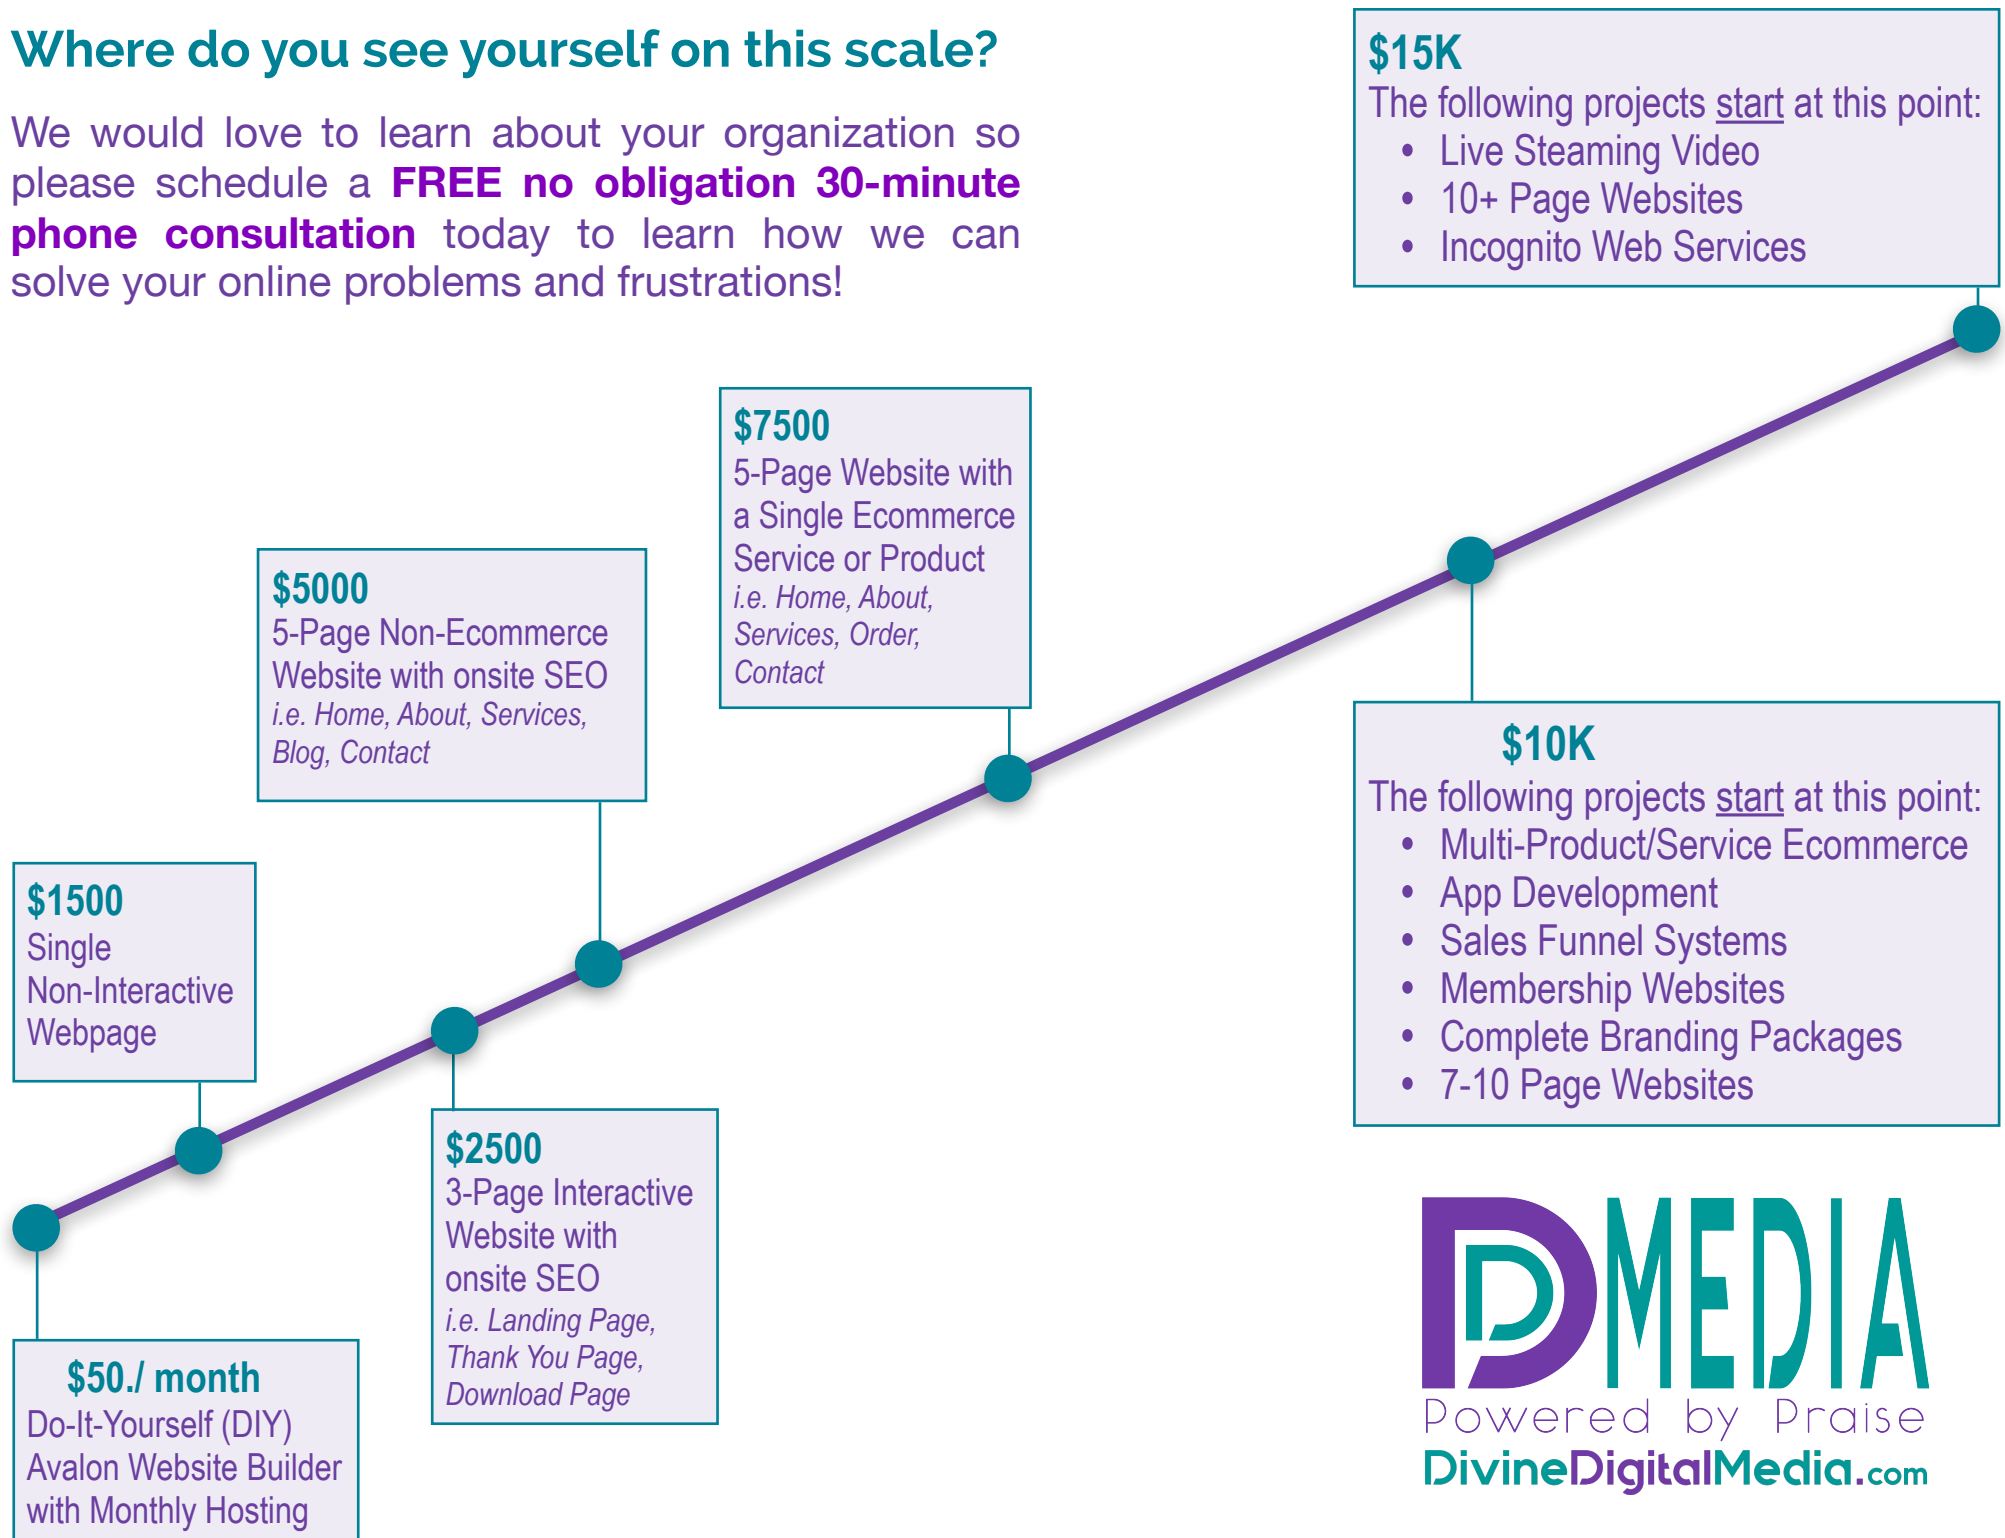 Where do you see yourself on this scale?
We would love to learn about your organization so
please schedule a FREE no obligation 30-minute
phone consultation today to learn how we can
solve your online problems and frustrations!
$15K
The following projects start at this point:
• Live Steaming Video
• 10+ Page Websites
• Incognito Web Services
$7500
5-Page Website with
a Single Ecommerce
Service or Product
i.e. Home, About,
Services, Order,
Contact
$5000
5-Page Non-Ecommerce
Website with onsite SEO
i.e. Home, About, Services,
Blog, Contact
$10K
The following projects start at this point:
• Multi-Product/Service Ecommerce
• App Development
• Sales Funnel Systems
• Membership Websites
• Complete Branding Packages
• 7-10 Page Websites
$1500
Single
Non-Interactive
Webpage
$2500
3-Page Interactive
Website with
onsite SEO
i.e. Landing Page,
Thank You Page,
Download Page
$50./ month
Do-It-Yourself (DIY)
Avalon Website Builder
with Monthly Hosting
DD MEDIA
Powered by Praise
DivineDigitalMedia.com